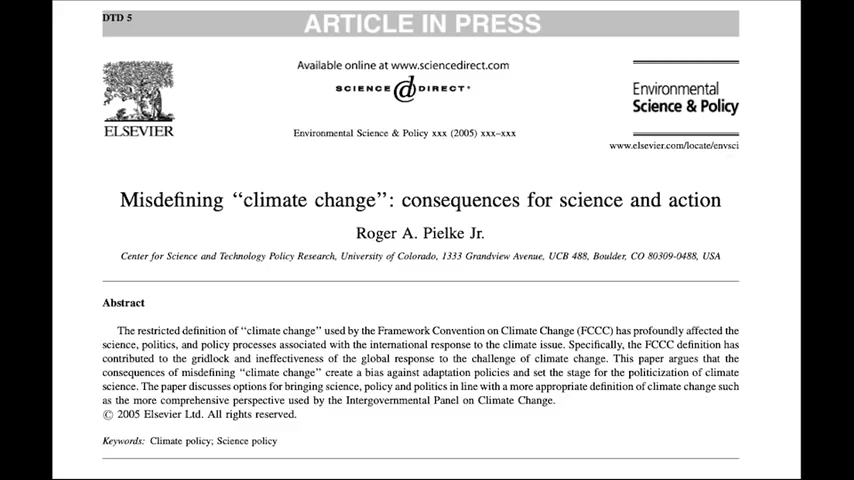 DTD 5
ARTICLE IN PRESS
Available online at www.sciencedirect.com
SCIENCE DIRECT®
ELSEVIER
Environmental Science & Policy xxx (2005) xxx–xxx
Environmental
Science & Policy
www.elsevier.com/locate/envsci
Misdefining ‘‘climate change’’: consequences for science and action
Roger A. Pielke Jr.
Center for Science and Technology Policy Research, University of Colorado, 1333 Grandview Avenue, UCB 488, Boulder, CO 80309-0488, USA
Abstract
The restricted definition of ‘‘climate change’’ used by the Framework Convention on Climate Change (FCCC) has profoundly affected the
science, politics, and policy processes associated with the international response to the climate issue. Specifically, the FCCC definition has
contributed to the gridlock and ineffectiveness of the global response to the challenge of climate change. This paper argues that the
consequences of misdefining ‘‘climate change’’ create a bias against adaptation policies and set the stage for the politicization of climate
science. The paper discusses options for bringing science, policy and politics in line with a more appropriate definition of climate change such
as the more comprehensive perspective used by the Intergovernmental Panel on Climate Change.
© 2005 Elsevier Ltd. All rights reserved.
Keywords: Climate policy; Science policy